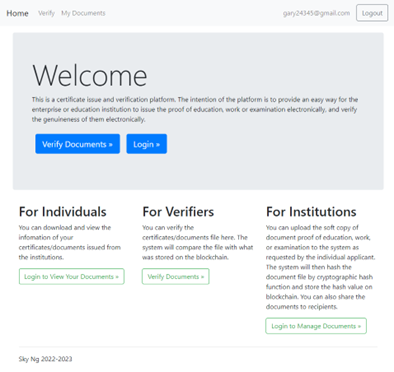 Home Verify My Documents gary24345@gmail.com Logout
Welcome
This is a certificate issue and verification platform. The intention of the platform is to provide an easy way for the
enterprise or education institution to issue the proof of education, work or examination electronically, and verify
the genuineness of them electronically.
Verify Documents » Login »
For Individuals
You can download and view the
infomation of your
certificates/documents issued from
the institutions.
Login to View Your Documents »
For Verifiers
You can verify the
certificates/documents file here. The
system will compare the file with what
was stored on the blockchain.
Verify Documents »
For Institutions
You can upload the soft copy of
document proof of education, work,
or examination to the system as
requested by the individual applicant.
The system will then hash the
document file by cryptographic hash
function and store the hash value on
blockchain. You can also share the
documents to recipients.
Login to Manage Documents »
Sky Ng 2022-2023